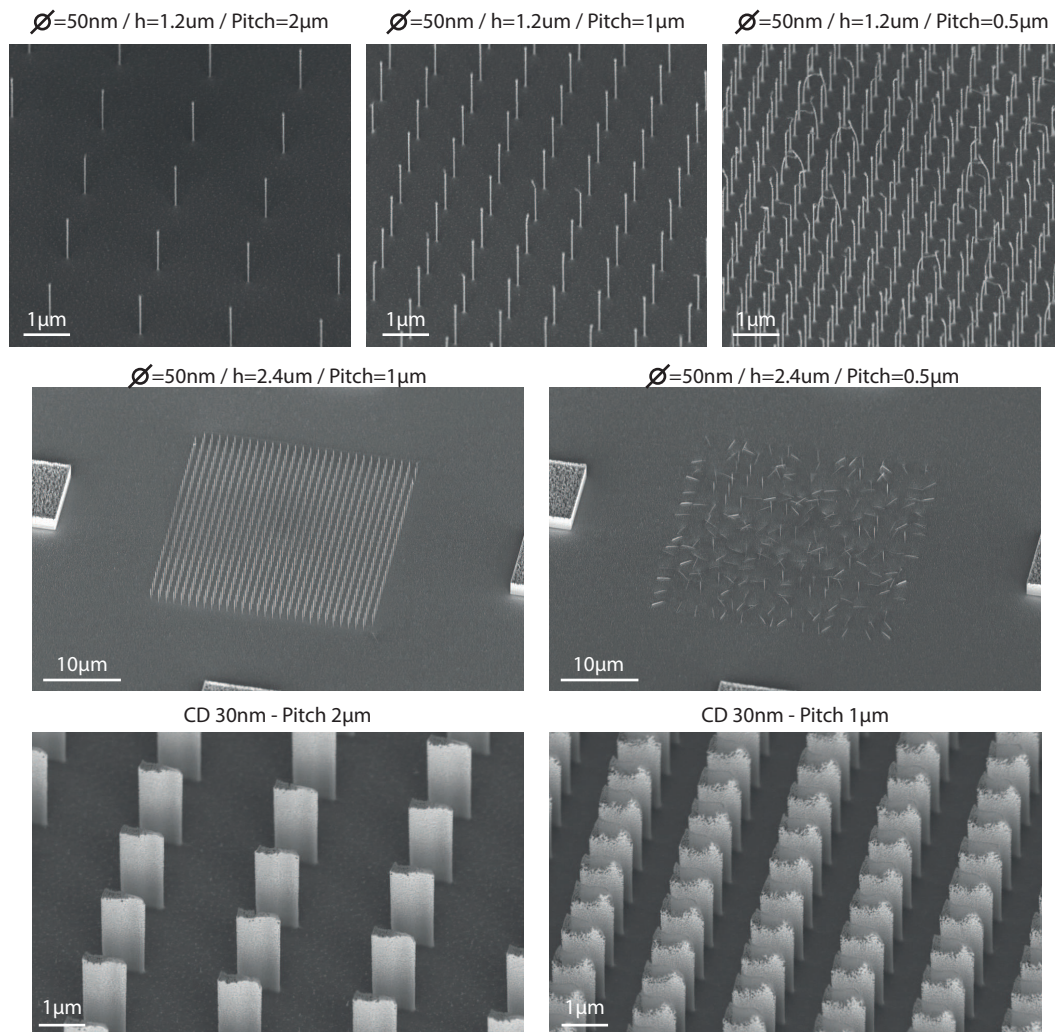 Ø=50nm / h=1.2um / Pitch=2µm
Ø=50nm / h=1.2um / Pitch=1µm
Ø=50nm / h=1.2um / Pitch=0.5µm
1µm
1µm
1µm
Ø=50nm / h=2.4um / Pitch=1µm
Ø=50nm / h=2.4um / Pitch=0.5µm
10µm
10µm
CD 30nm - Pitch 2µm
CD 30nm - Pitch 1µm
1µm
1µm